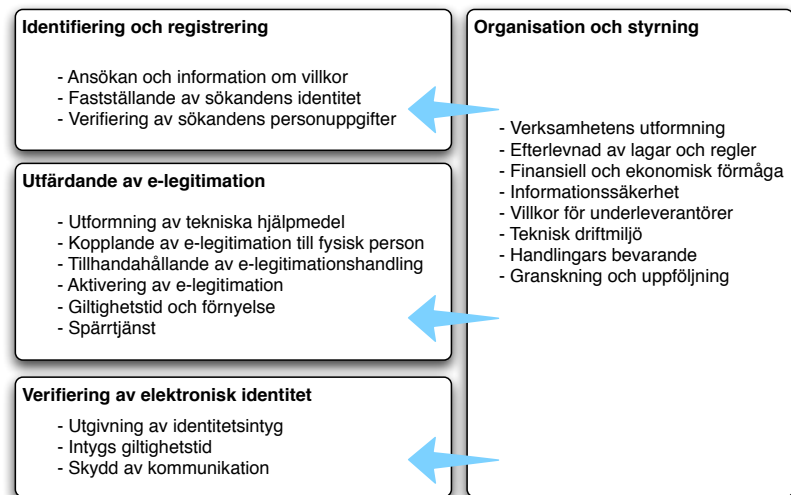 Identifiering och registrering
- Ansökan och information om villkor
- Fastställande av sökandens identitet
- Verifiering av sökandens personuppgifter
Utfärdande av e-legitimation
- Utformning av tekniska hjälpmedel
- Kopplande av e-legitimation till fysisk person
- Tillhandahållande av e-legitimationshandling
- Aktivering av e-legitimation
- Giltighetstid och förnyelse
- Spärrtjänst
Verifiering av elektronisk identitet
- Utgivning av identitetsintyg
- Intygs giltighetstid
- Skydd av kommunikation
Organisation och styrning
- Verksamhetens utformning
- Efterlevnad av lagar och regler
- Finansiell och ekonomisk förmåga
- Informationssäkerhet
- Villkor för underleverantörer
- Teknisk driftmiljö
- Handlingars bevarande
- Granskning och uppföljning